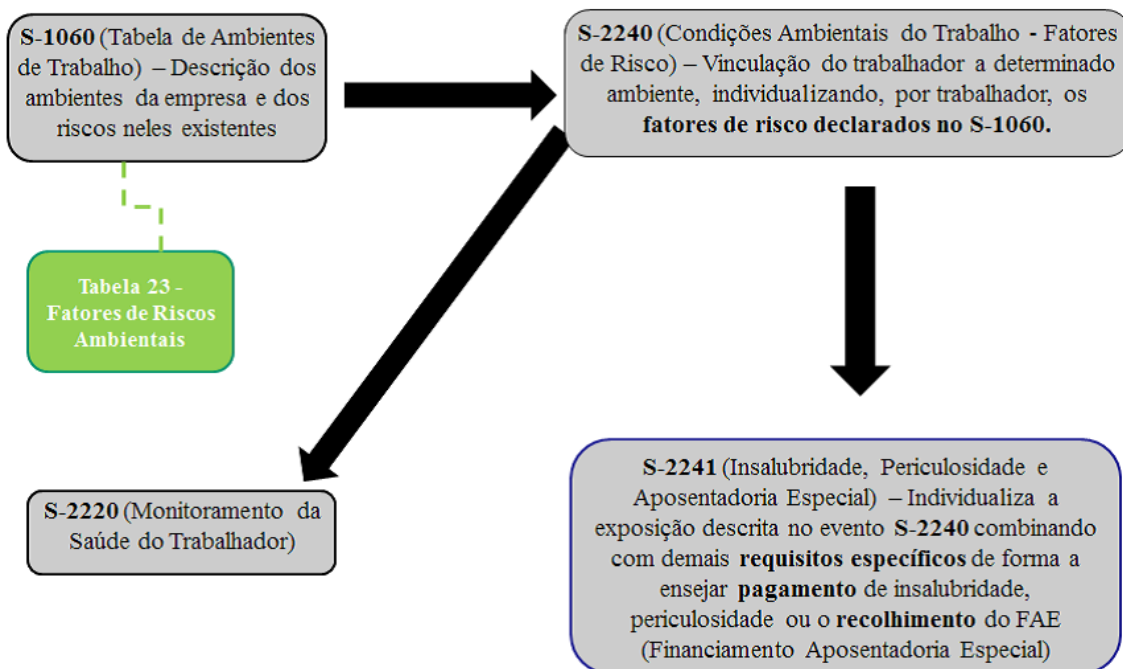 S-1060 (Tabela de Ambientes
de Trabalho) – Descrição dos
ambientes da empresa e dos
riscos neles existentes
S-2240 (Condições Ambientais do Trabalho - Fatores
de Risco) – Vinculação do trabalhador a determinado
ambiente, individualizando, por trabalhador, os
fatores de risco declarados no S-1060.
Tabela 23 -
Fatores de Riscos
Ambientais
S-2220 (Monitoramento da
Saúde do Trabalhador)
S-2241 (Insalubridade, Periculosidade e
Aposentadoria Especial) – Individualiza a
exposição descrita no evento S-2240 combinando
com demais requisitos específicos de forma a
ensejar pagamento de insalubridade,
periculosidade ou o recolhimento do FAE
(Financiamento Aposentadoria Especial)